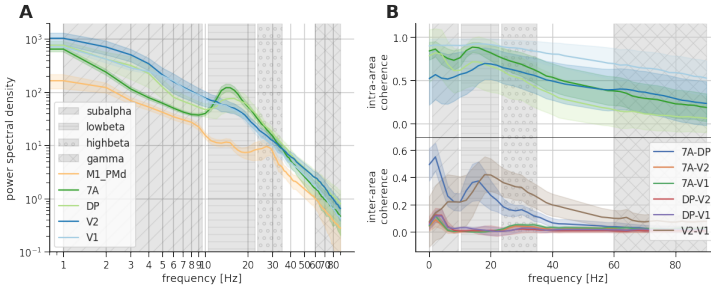 A
power spectral density
10³
10²
10¹
10⁰
10⁻¹
subalpha
lowbeta
highbeta
gamma
M1_PMd
7A
DP
V2
V1
1 2 3 4 5 6 7 8 9 10 20 30 40 50 60 70 80
frequency [Hz]
B
intra-area
coherence
1.0
0.5
0.0
inter-area
coherence
0.6
0.4
0.2
0.0
7A-DP
7A-V2
7A-V1
DP-V2
DP-V1
V2-V1
0 20 40 60 80
frequency [Hz]